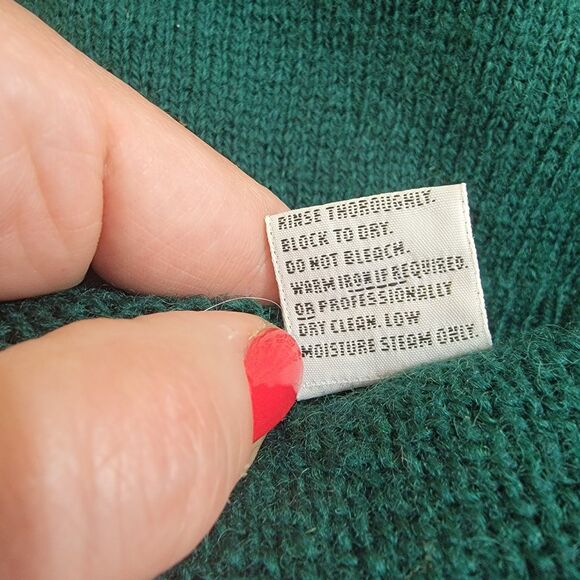 RINSE THOROUGHLY.
BLOCK TO DRY.
DO NOT BLEACH.
WARM IRON IF REQUIRED.
OR PROFESSIONALLY
DRY CLEAN. LOW
MOISTURE STEAM ONLY.